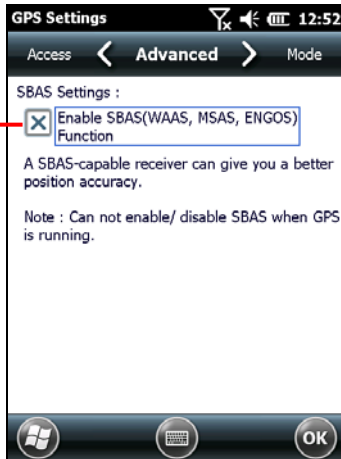 GPS Settings 12:52
Access Advanced Mode
SBAS Settings :
Enable SBAS(WAAS, MSAS, ENGOS)
Function
A SBAS-capable receiver can give you a better
position accuracy.
Note : Can not enable/ disable SBAS when GPS
is running.
OK